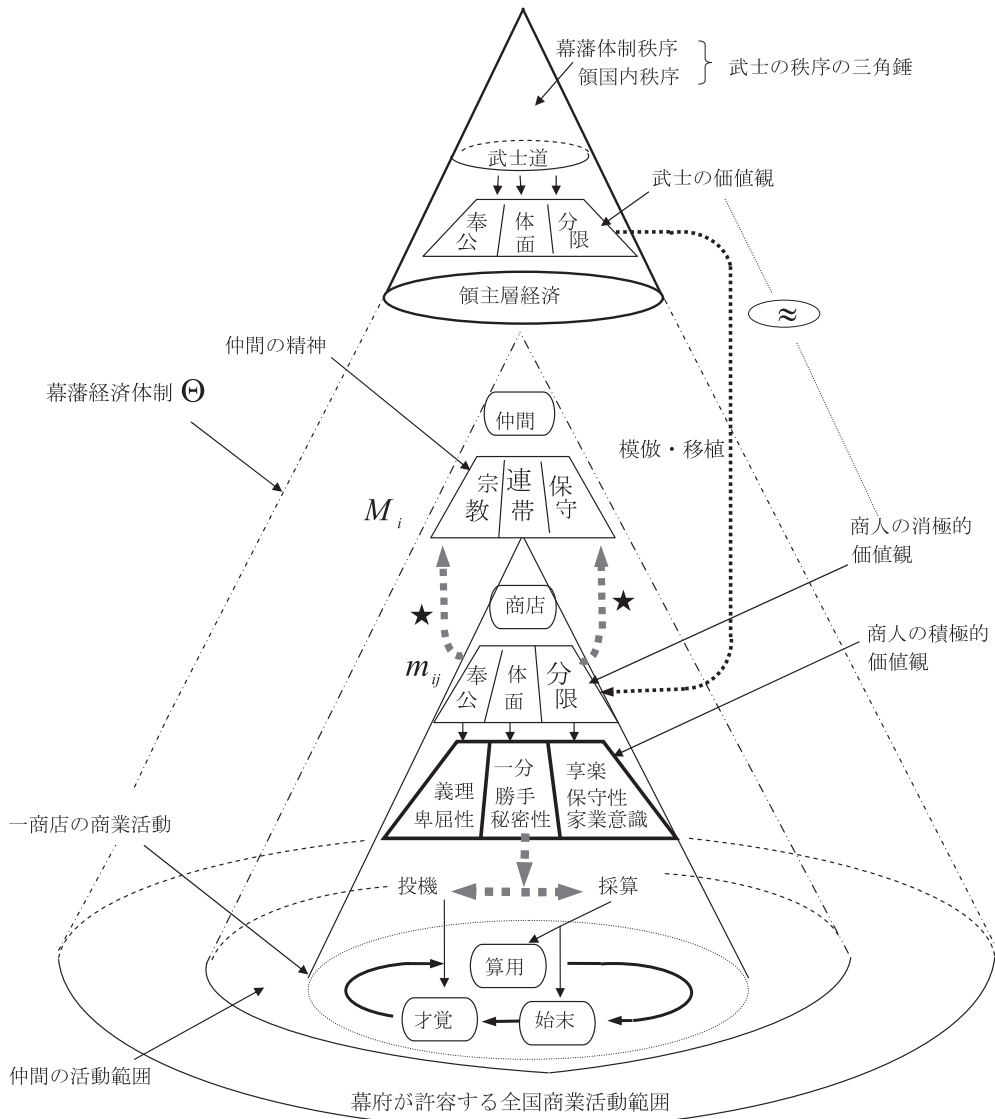 幕藩体制秩序
領国内秩序
武士の秩序の三角錘
武士道
武士の価値観
奉公
体面
分限
領主層経済
≈
仲間の精神
幕藩経済体制 Θ
仲間
模倣・移植
宗教
連帯
保守
M i
商人の消極的
価値観
★
商店
★
商人の積極的
価値観
m ij
奉公
体面
分限
一分
勝手
秘密性
義理
卑屈性
享楽
保守性
家業意識
一商店の商業活動
投機
採算
算用
才覚
始末
仲間の活動範囲
幕府が許容する全国商業活動範囲